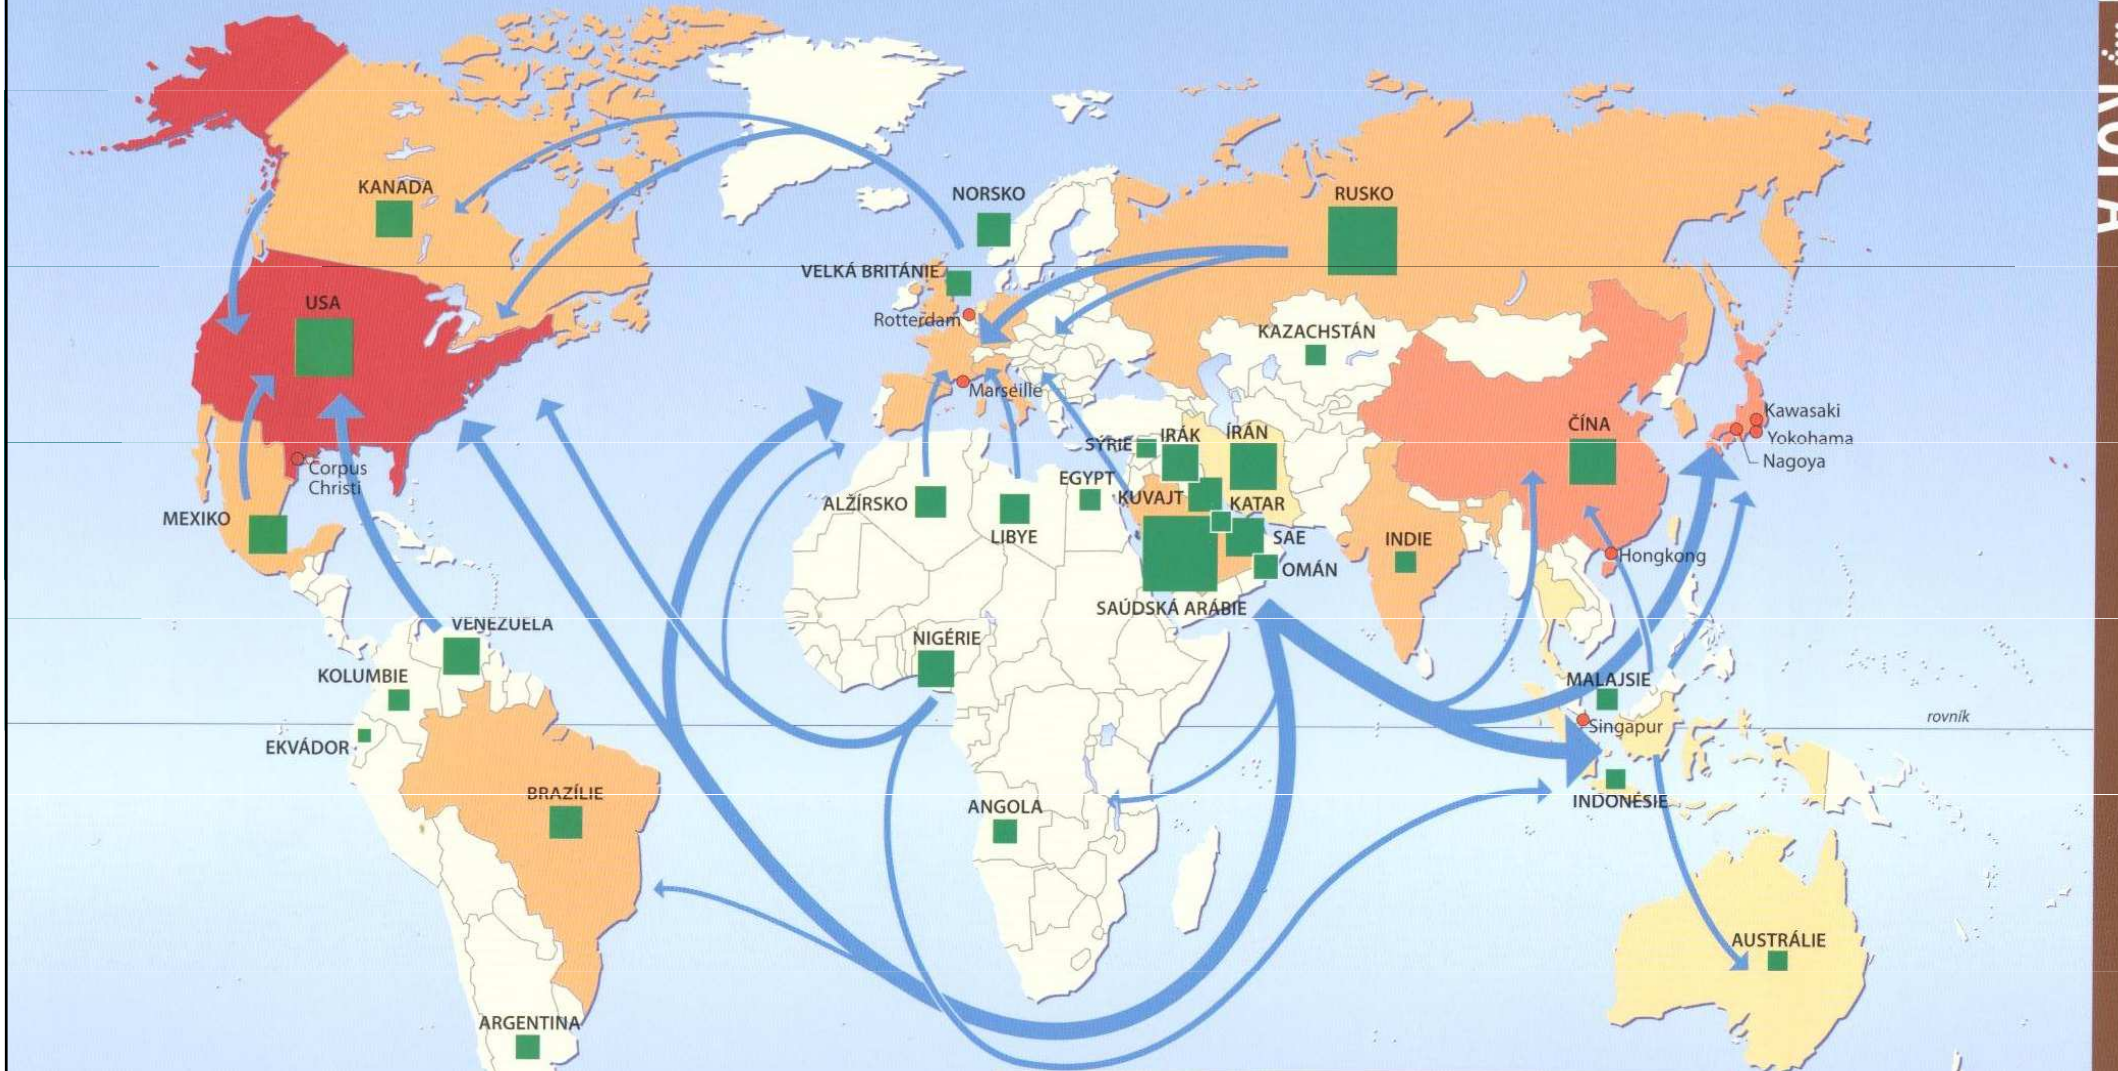 KANADA
NORSKO
RUSKO
VELKÁ BRITÁNIE
USA
Rotterdam
KAZACHSTÁN
Marseille
Kawasaki
ČÍNA
Yokohama
Nagoya
SÝRIE
IRÁK
ÍRÁN
Corpus
Christi
EGYPT
KUVAJT
KATAR
ALŽÍRSKO
MEXIKO
LIBYE
SAE
INDIE
Hongkong
OMÁN
SAÚDSKÁ ARÁBIE
VENEZUELA
NIGÉRIE
KOLUMBIE
MALAJSIE
rovník
Singapur
EKVÁDOR
BRAZÍLIE
ANGOLA
INDONÉSIE
AUSTRÁLIE
ARGENTINA